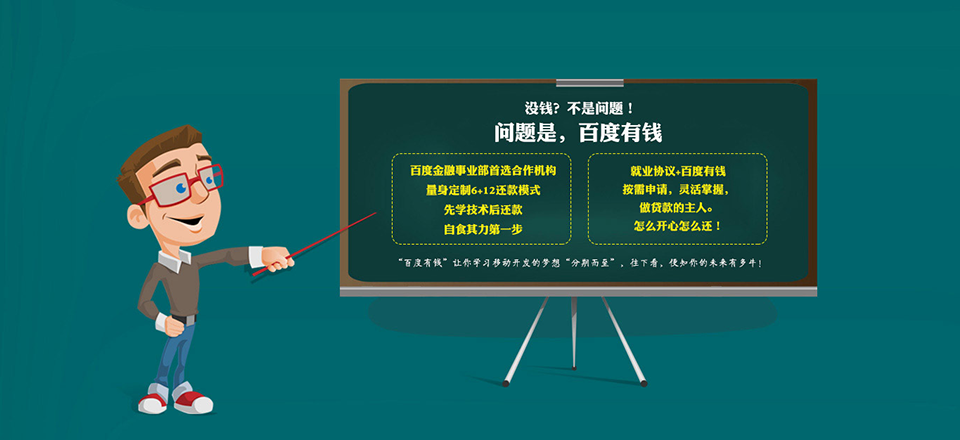 没钱？不是问题！
问题是，百度有钱
百度金融事业部首选合作机构
量身定制6+12还款模式
先学技术后还款
自食其力第一步
就业协议+百度有钱
按需申请，灵活掌握，
做贷款的主人。
怎么开心怎么还！
“百度有钱”让你学习移动开发的梦想“分期而至”，往下看，便知你的未来有多牛！